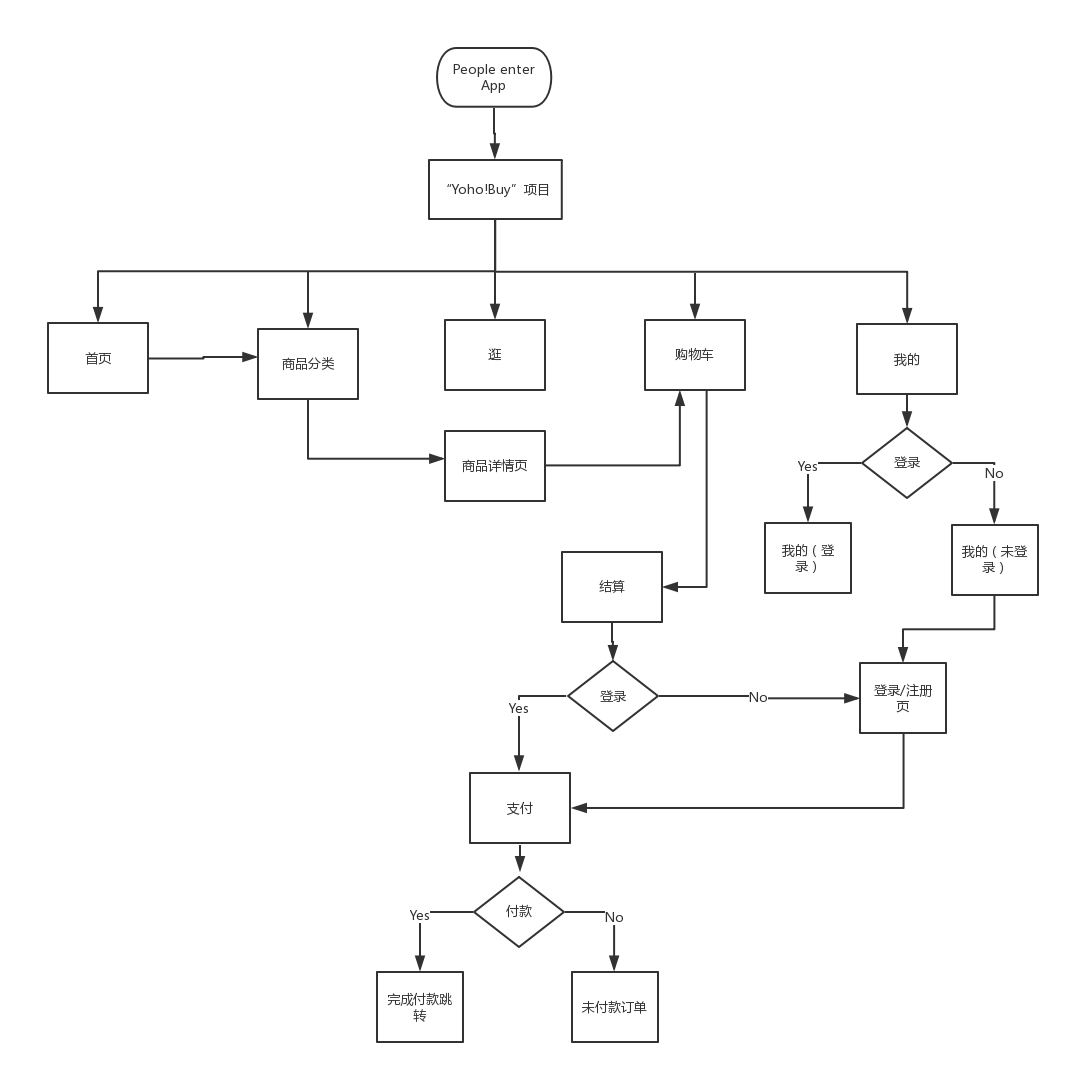 People enter
App
“Yoho!Buy”项目
首页
商品分类
逛
购物车
我的
商品详情页
登录
Yes
No
我的（登
录）
我的（未登
录）
结算
登录
Yes
No
登录/注册
页
支付
付款
Yes
No
完成付款跳
转
未付款订单